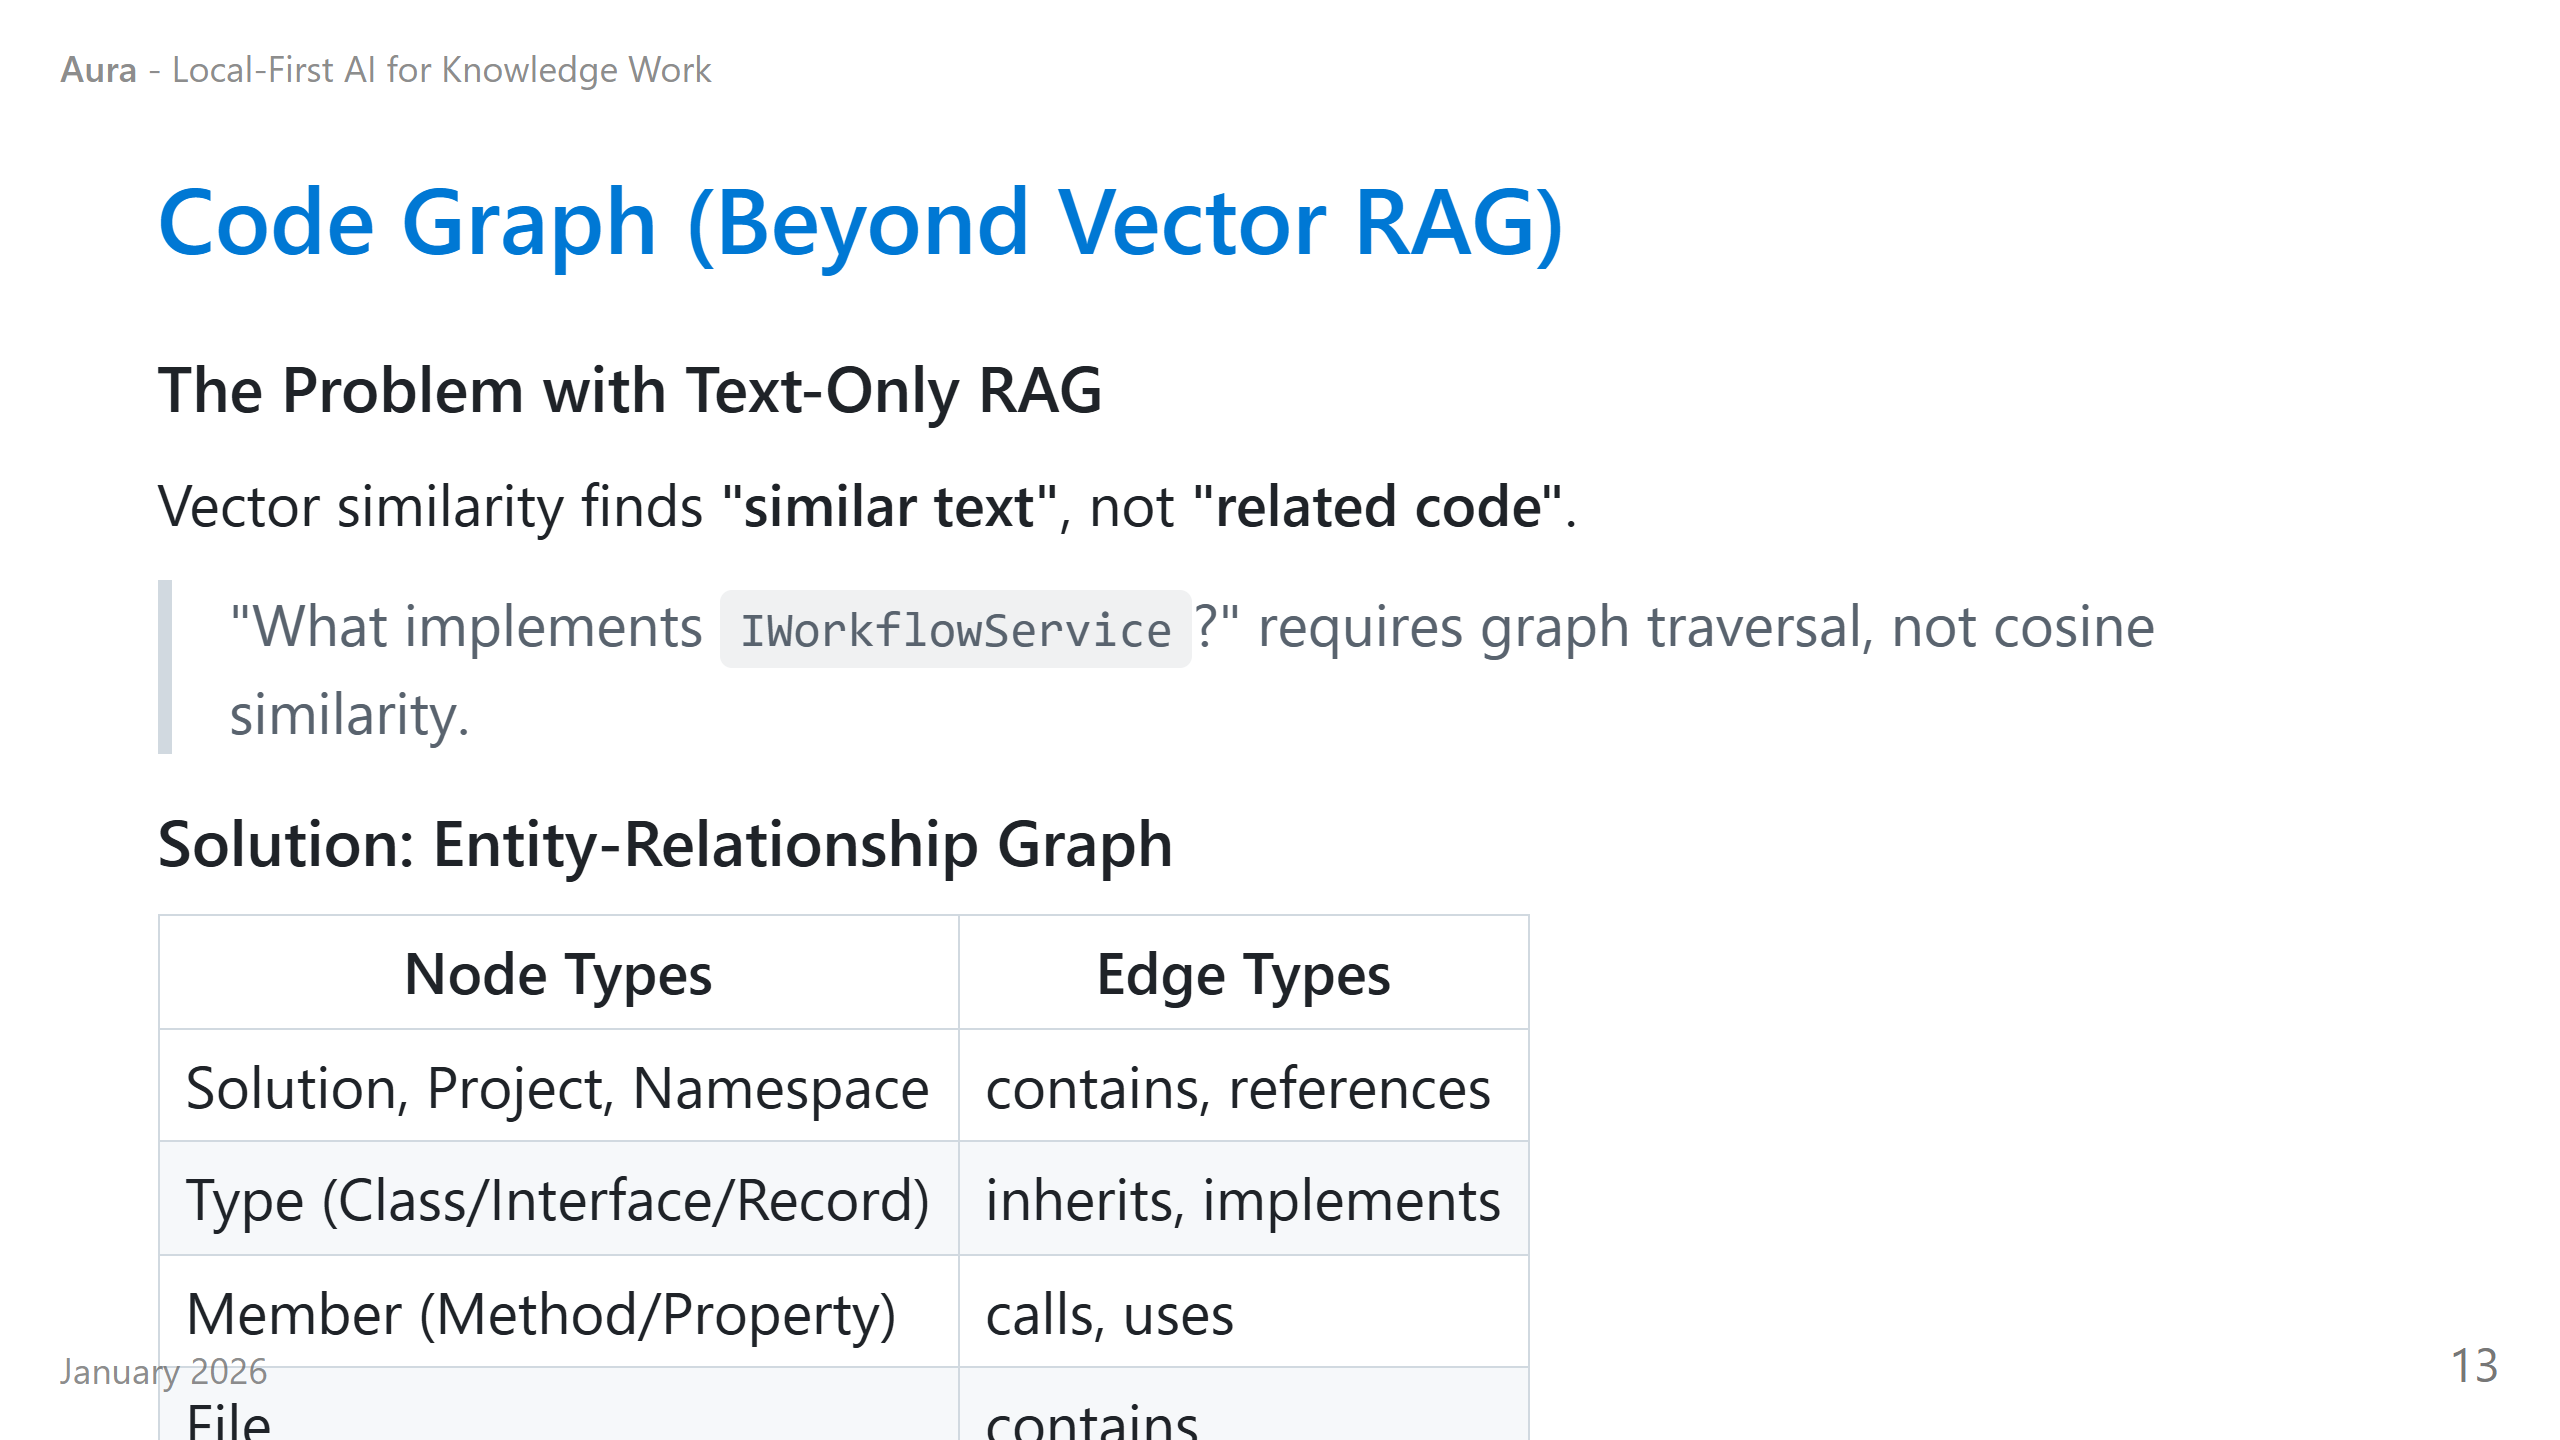 Aura - Local-First AI for Knowledge Work
Code Graph (Beyond Vector RAG)
The Problem with Text-Only RAG
Vector similarity finds "similar text", not "related code".
"What implements IWorkflowService?" requires graph traversal, not cosine
similarity.
Solution: Entity-Relationship Graph
Node Types Edge Types
Solution, Project, Namespace contains, references
Type (Class/Interface/Record) inherits, implements
Member (Method/Property) calls, uses
File contains
January 2026
13